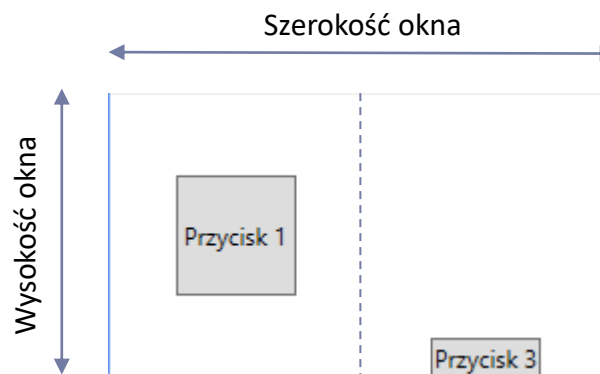 Szerokość okna
Wysokość okna
Przycisk 1
Przycisk 3